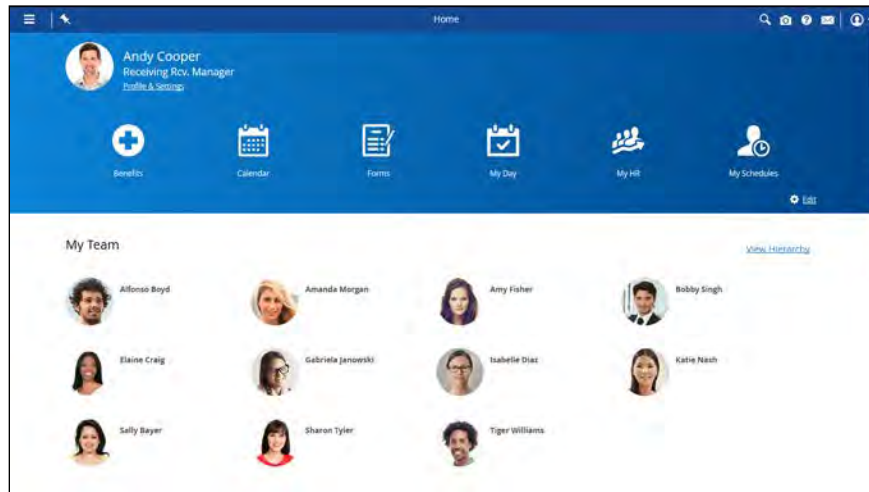 Home
Andy Cooper
Receiving Rcv. Manager
Profile & Settings
Benefits
Calendar
Forms
My Day
My HR
My Schedules
Edit
My Team
View Hierarchy
Alfonso Boyd
Amanda Morgan
Amy Fisher
Bobby Singh
Elaine Craig
Gabriela Janowski
Isabelle Diaz
Katie Nash
Sally Bayer
Sharon Tyler
Tiger Williams